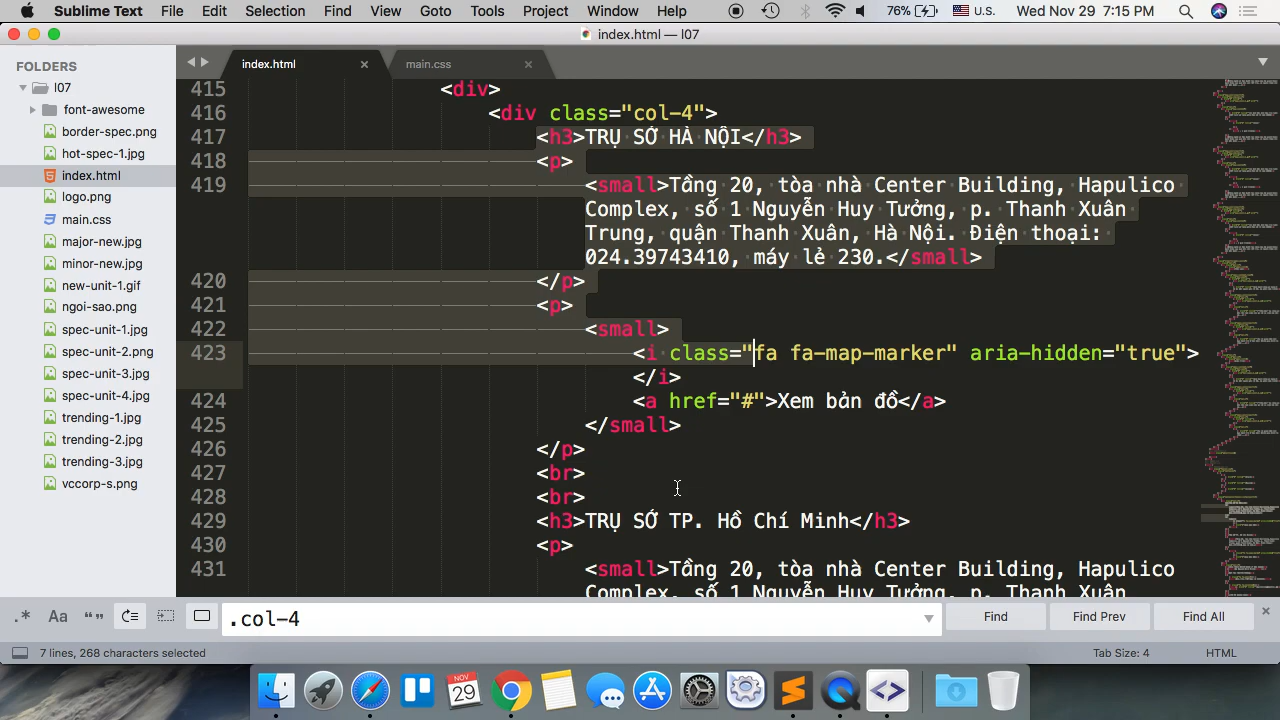 Sublime Text File Edit Selection Find View Goto Tools Project Window Help 76% U.S. Wed Nov 29 7:15 PM
index.html — l07
FOLDERS
l07
font-awesome
border-spec.png
hot-spec-1.jpg
index.html
logo.png
main.css
major-new.jpg
minor-new.jpg
new-unit-1.gif
ngoi-sao.png
spec-unit-1.jpg
spec-unit-2.png
spec-unit-3.jpg
spec-unit-4.jpg
trending-1.jpg
trending-2.jpg
trending-3.jpg
vccorp-s.png
index.html × main.css ×
415 <div>
416 <div class="col-4">
417 <h3>TRỤ SỞ HÀ NỘI</h3>
418 <p>
419 <small>Tầng 20, tòa nhà Center Building, Hapulico
Complex, số 1 Nguyễn Huy Tưởng, p. Thanh Xuân
Trung, quận Thanh Xuân, Hà Nội. Điện thoại:
024.39743410, máy lẻ 230.</small>
420 </p>
421 <p>
422 <small>
423 <i class="fa fa-map-marker" aria-hidden="true">
</i>
424 <a href="#">Xem bản đồ</a>
425 </small>
426 </p>
427 <br>
428 <br>
429 <h3>TRỤ SỞ TP. Hồ Chí Minh</h3>
430 <p>
431 <small>Tầng 20, tòa nhà Center Building, Hapulico
Complex, số 1 Nguyễn Huy Tưởng, p. Thanh Xuân
.* Aa “” .col-4 Find Find Prev Find All ×
7 lines, 268 characters selected Tab Size: 4 HTML
NOV
29